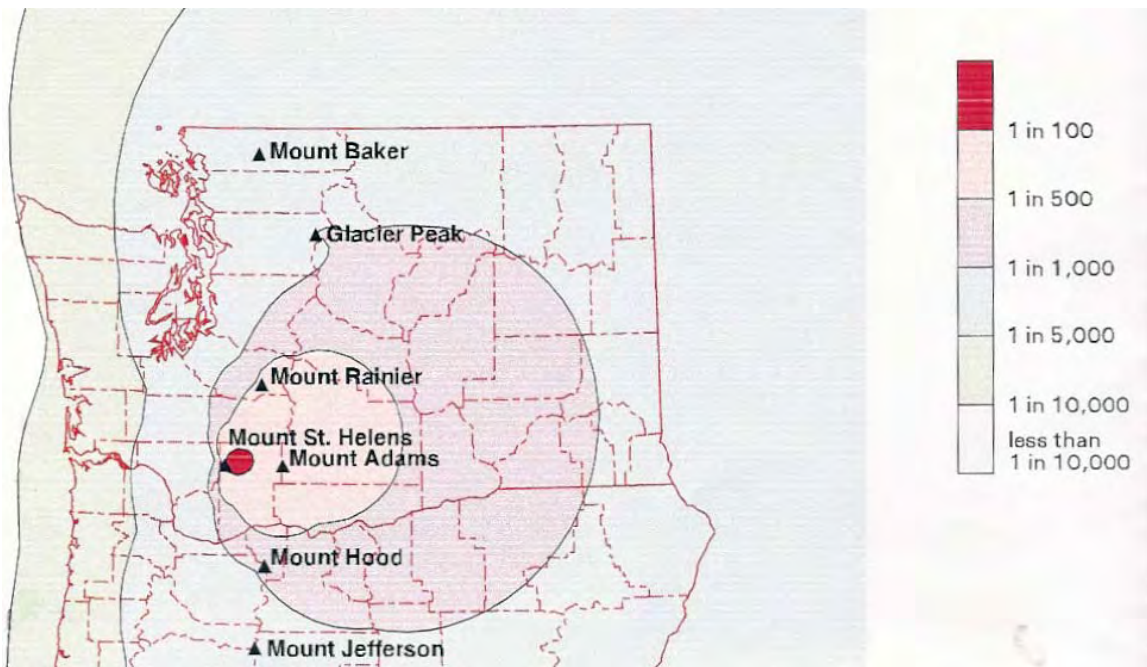 Mount Baker
Glacier Peak
Mount Rainier
Mount St. Helens
Mount Adams
Mount Hood
Mount Jefferson
1 in 100
1 in 500
1 in 1,000
1 in 5,000
1 in 10,000
less than
1 in 10,000